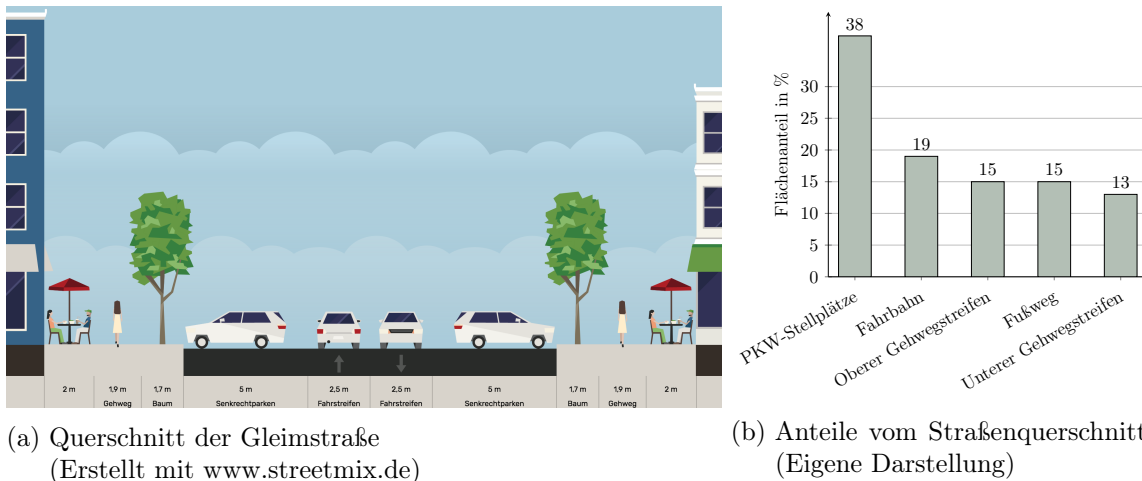 2 m
1,9 m
Gehweg
1,7 m
Baum
5 m
Senkrechtparken
2,5 m
Fahrstreifen
2,5 m
Fahrstreifen
5 m
Senkrechtparken
1,7 m
Baum
1,9 m
Gehweg
2 m
(a) Querschnitt der Gleimstraße
(Erstellt mit www.streetmix.de)
Flächenanteil in %
30
25
20
15
10
5
0
38
19
15
15
13
PKW-Stellplätze
Fahrbahn
Oberer Gehwegstreifen
Fußweg
Unterer Gehwegstreifen
(b) Anteile vom Straßenquerschnitt
(Eigene Darstellung)